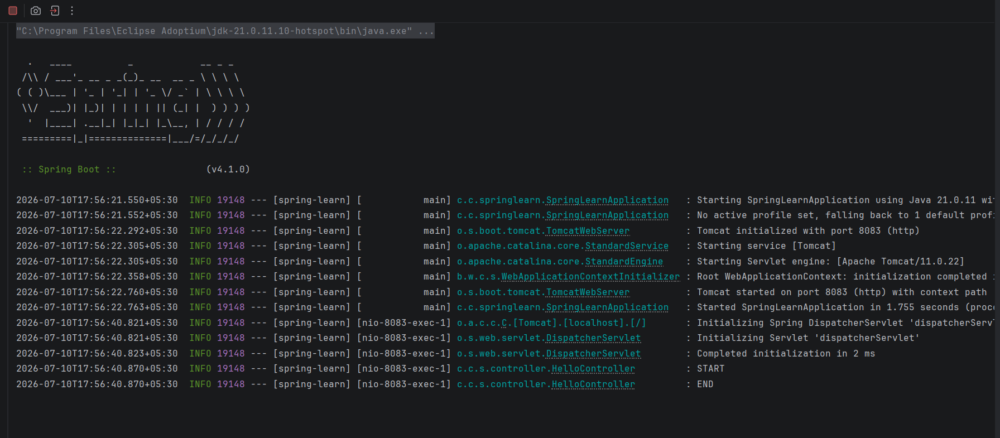 "C:\Program Files\Eclipse Adoptium\jdk-21.0.11.10-hotspot\bin\java.exe" ...

  .   ____          _            __ _ _
 /\\ / ___'_ __ _ _(_)_ __  __ _ \ \ \ \
( ( )\___ | '_ | '_| | '_ \/ _` | \ \ \ \
 \\/  ___)| |_)| | | | | || (_| |  ) ) ) )
  '  |____| .__|_| |_|_| |_\__, | / / / /
 =========|_|==============|___/=/_/_/_/

 :: Spring Boot ::                (v4.1.0)

2026-07-10T17:56:21.550+05:30  INFO 19148 --- [spring-learn] [           main] c.c.springlearn.SpringLearnApplication   : Starting SpringLearnApplication using Java 21.0.11 wit
2026-07-10T17:56:21.552+05:30  INFO 19148 --- [spring-learn] [           main] c.c.springlearn.SpringLearnApplication   : No active profile set, falling back to 1 default profi
2026-07-10T17:56:22.292+05:30  INFO 19148 --- [spring-learn] [           main] o.s.boot.tomcat.TomcatWebServer          : Tomcat initialized with port 8083 (http)
2026-07-10T17:56:22.305+05:30  INFO 19148 --- [spring-learn] [           main] o.apache.catalina.core.StandardService   : Starting service [Tomcat]
2026-07-10T17:56:22.305+05:30  INFO 19148 --- [spring-learn] [           main] o.apache.catalina.core.StandardEngine    : Starting Servlet engine: [Apache Tomcat/11.0.22]
2026-07-10T17:56:22.358+05:30  INFO 19148 --- [spring-learn] [           main] b.w.c.s.WebApplicationContextInitializer : Root WebApplicationContext: initialization completed i
2026-07-10T17:56:22.760+05:30  INFO 19148 --- [spring-learn] [           main] o.s.boot.tomcat.TomcatWebServer          : Tomcat started on port 8083 (http) with context path
2026-07-10T17:56:22.763+05:30  INFO 19148 --- [spring-learn] [           main] c.c.springlearn.SpringLearnApplication   : Started SpringLearnApplication in 1.755 seconds (proce
2026-07-10T17:56:40.821+05:30  INFO 19148 --- [spring-learn] [nio-8083-exec-1] o.a.c.c.C.[Tomcat].[localhost].[/]       : Initializing Spring DispatcherServlet 'dispatcherServl
2026-07-10T17:56:40.821+05:30  INFO 19148 --- [spring-learn] [nio-8083-exec-1] o.s.web.servlet.DispatcherServlet        : Initializing Servlet 'dispatcherServlet'
2026-07-10T17:56:40.823+05:30  INFO 19148 --- [spring-learn] [nio-8083-exec-1] o.s.web.servlet.DispatcherServlet        : Completed initialization in 2 ms
2026-07-10T17:56:40.870+05:30  INFO 19148 --- [spring-learn] [nio-8083-exec-1] c.c.s.controller.HelloController         : START
2026-07-10T17:56:40.870+05:30  INFO 19148 --- [spring-learn] [nio-8083-exec-1] c.c.s.controller.HelloController         : END